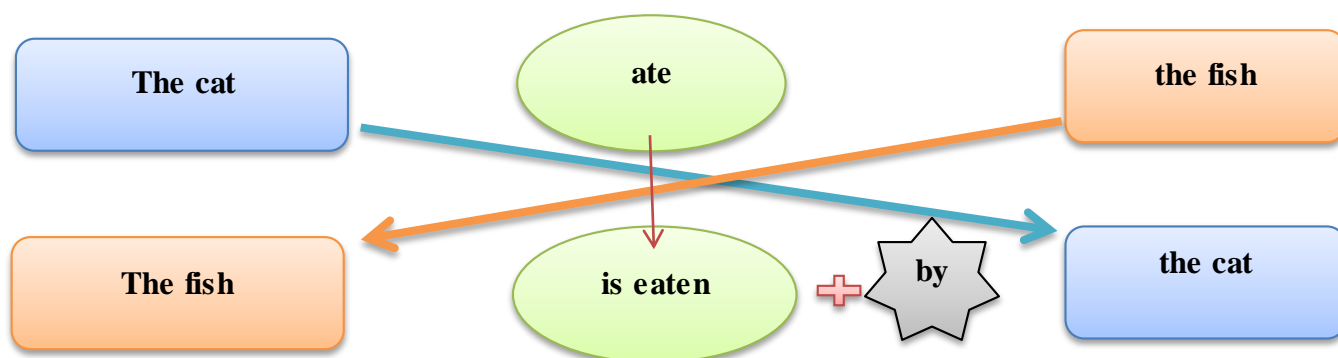 The cat
ate
the fish
The fish
is eaten
by
the cat